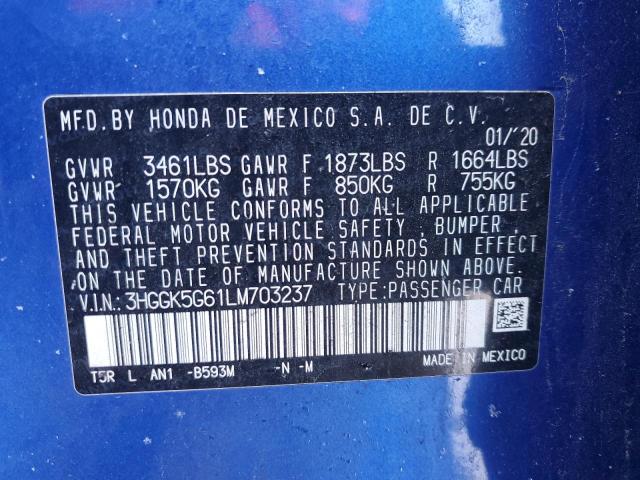 MFD. BY HONDA DE MEXICO S.A. DE C.V.
01/'20
GVWR 3461LBS GAWR F 1873LBS R 1664LBS
GVWR 1570KG GAWR F 850KG R 755KG
THIS VEHICLE CONFORMS TO ALL APPLICABLE
FEDERAL MOTOR VEHICLE SAFETY, BUMPER,
AND THEFT PREVENTION STANDARDS IN EFFECT
ON THE DATE OF MANUFACTURE SHOWN ABOVE.
V.I.N.: 3HGGK5G61LM703237 TYPE:PASSENGER CAR
T5R L AN1 -B593M -N -M MADE IN MEXICO